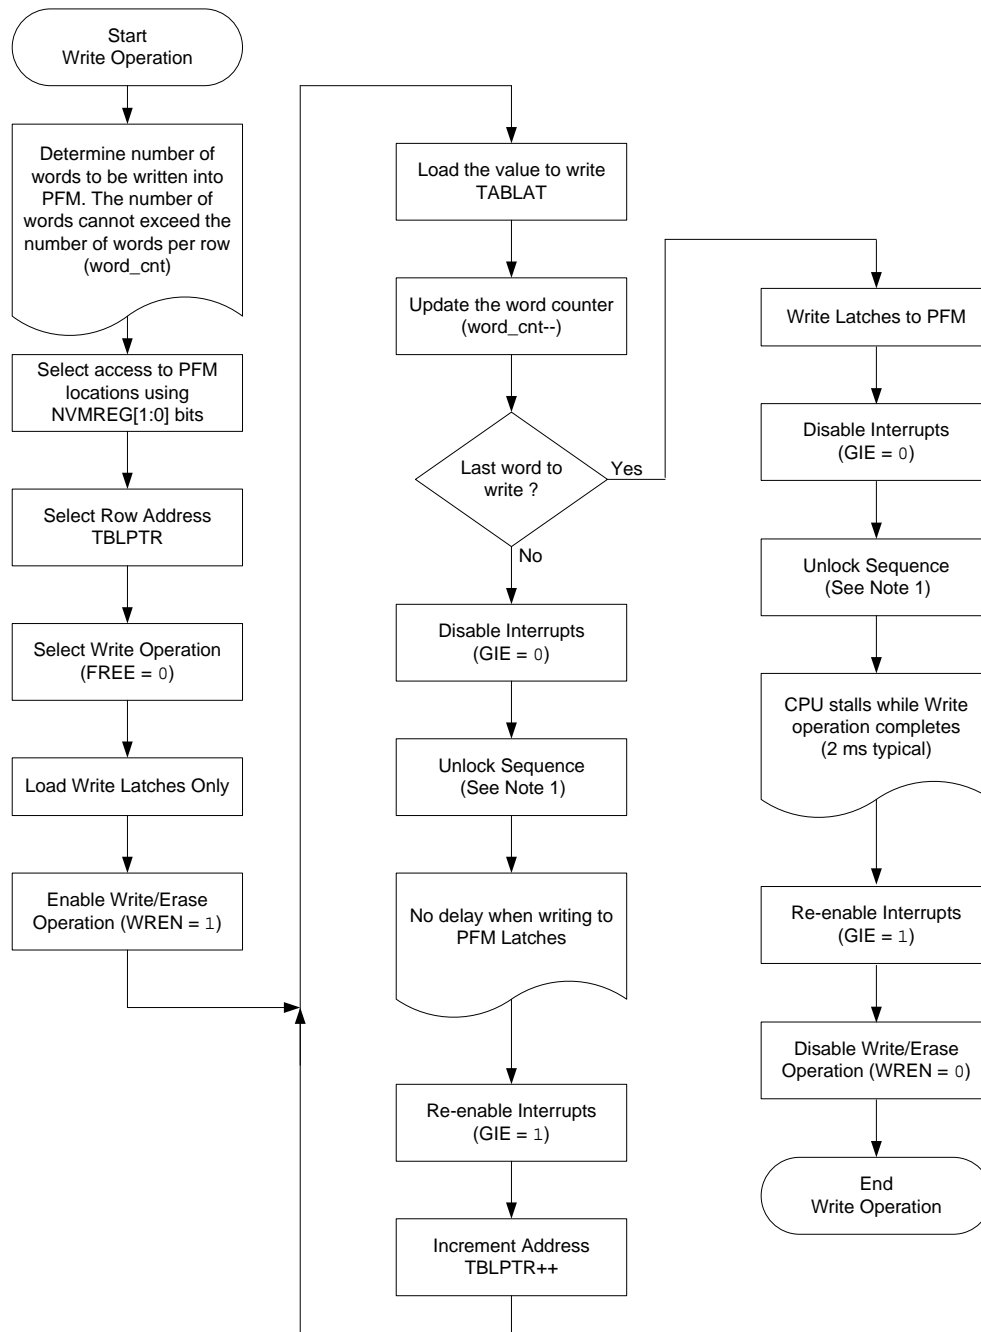 Start
Write Operation
Determine number of
words to be written into
PFM. The number of
words cannot exceed the
number of words per row
(word_cnt)
Select access to PFM
locations using
NVMREG[1:0] bits
Select Row Address
TBLPTR
Select Write Operation
(FREE = 0)
Load Write Latches Only
Enable Write/Erase
Operation (WREN = 1)
Load the value to write
TABLAT
Update the word counter
(word_cnt--)
Last word to
write ?
Yes
No
Disable Interrupts
(GIE = 0)
Unlock Sequence
(See Note 1)
No delay when writing to
PFM Latches
Re-enable Interrupts
(GIE = 1)
Increment Address
TBLPTR++
Write Latches to PFM
Disable Interrupts
(GIE = 0)
Unlock Sequence
(See Note 1)
CPU stalls while Write
operation completes
(2 ms typical)
Re-enable Interrupts
(GIE = 1)
Disable Write/Erase
Operation (WREN = 0)
End
Write Operation